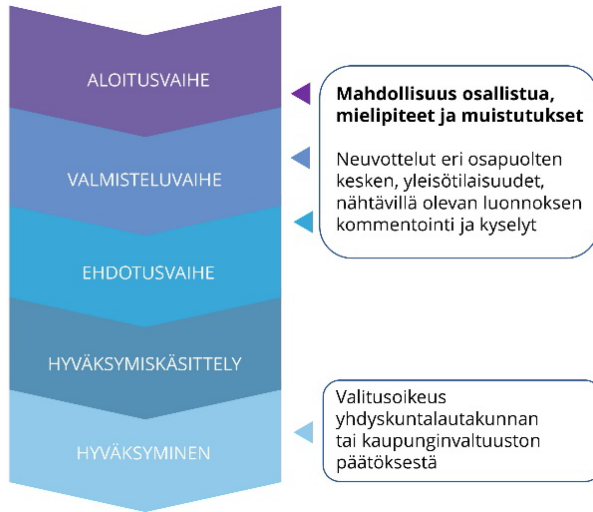 ALOITUSVAIHE
VALMISTELUVAIHE
EHDOTUSVAIHE
HYVÄKSYMISKÄSITTELY
HYVÄKSYMINEN
Mahdollisuus osallistua,
mielipiteet ja muistutukset
Neuvottelut eri osapuolten
kesken, yleisötilaisuudet,
nähtävillä olevan luonnoksen
kommentointi ja kyselyt
Valitusoikeus
yhdyskuntalautakunnan
tai kaupunginvaltuuston
päätöksestä